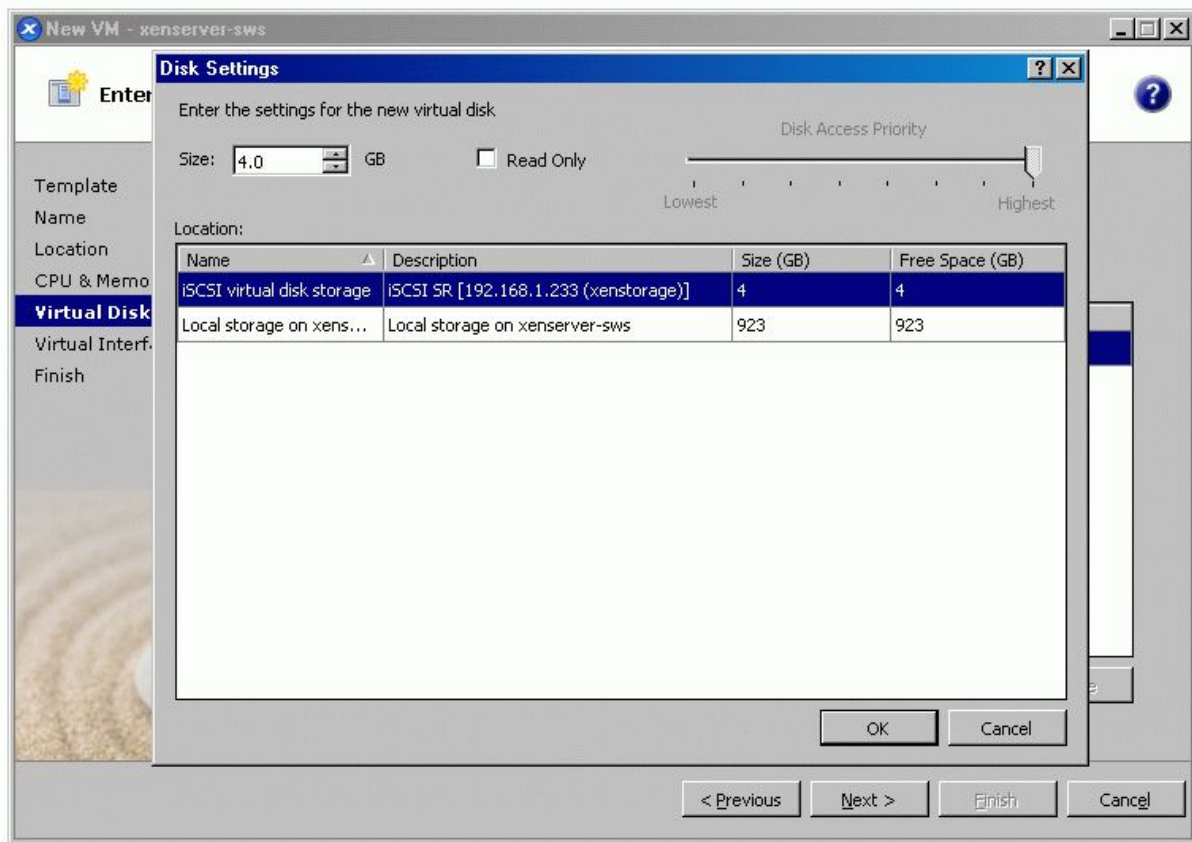 New VM - xenserver-sws
Disk Settings
Enter
Enter the settings for the new virtual disk
Disk Access Priority
Size: 4.0 GB Read Only
Lowest Highest
Template
Name
Location
CPU & Memo
Virtual Disk
Virtual Interf
Finish
Location:
Name Description Size (GB) Free Space (GB)
iSCSI virtual disk storage iSCSI SR [192.168.1.233 (xenstorage)] 4 4
Local storage on xens... Local storage on xenserver-sws 923 923
OK Cancel
< Previous Next > Finish Cancel